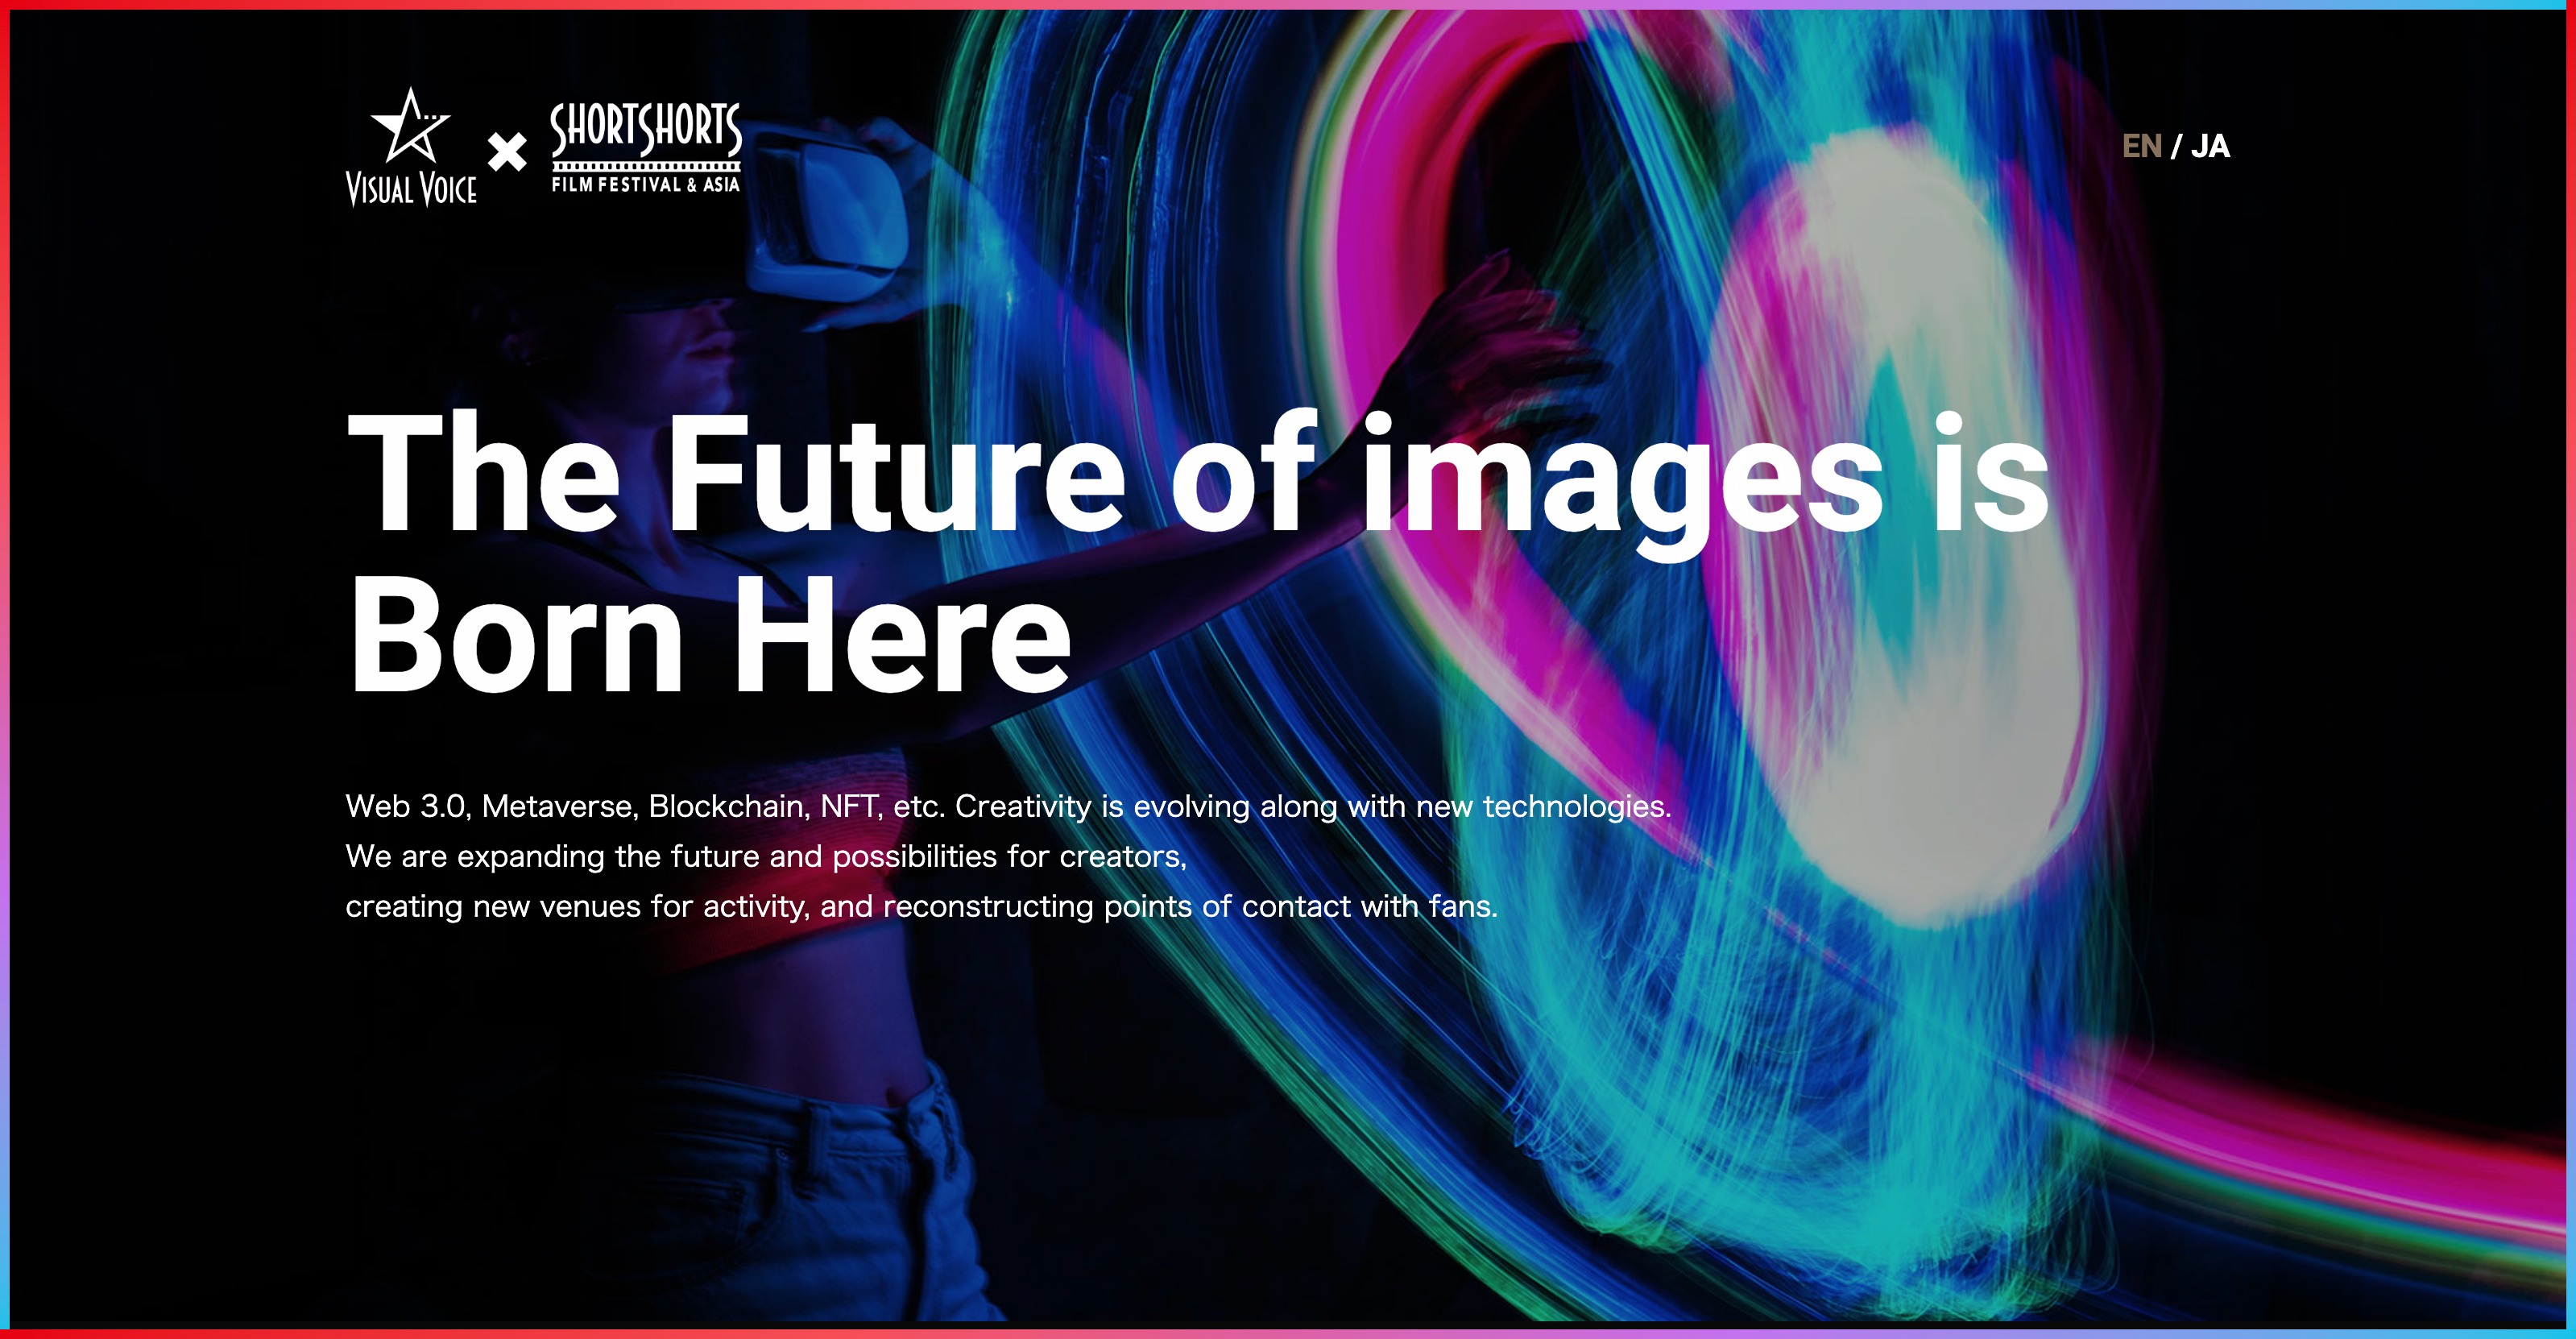 VISUAL VOICE
SHORTSHORTS
FILM FESTIVAL & ASIA
EN / JA
The Future of images is
Born Here
Web 3.0, Metaverse, Blockchain, NFT, etc. Creativity is evolving along with new technologies.
We are expanding the future and possibilities for creators,
creating new venues for activity, and reconstructing points of contact with fans.